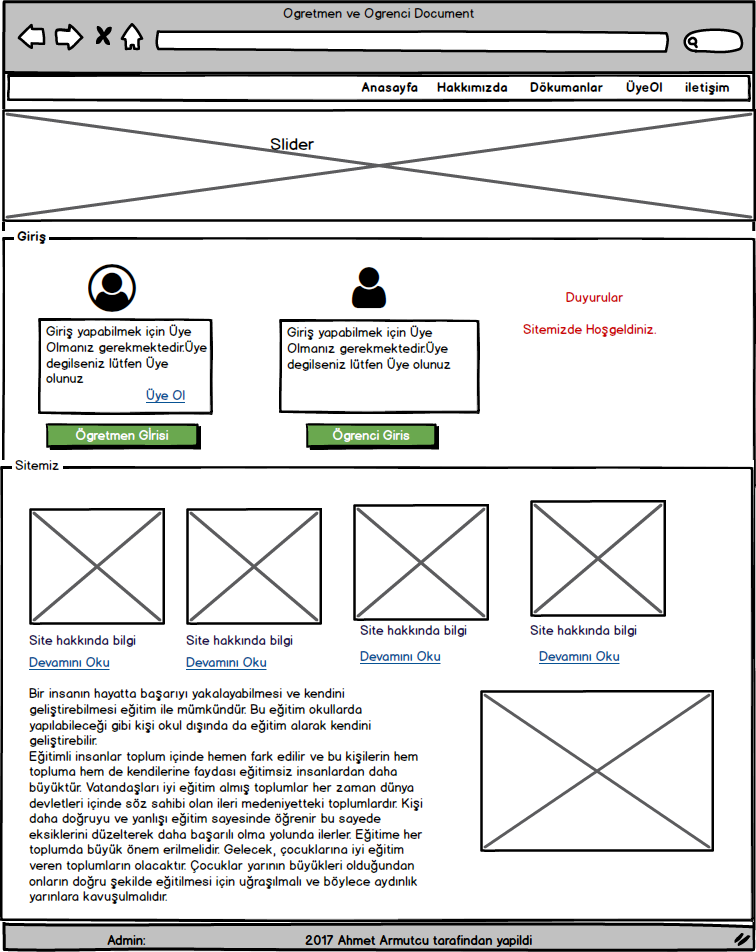 Ogretmen ve Ogrenci Document
Anasayfa Hakkımızda Dökumanlar ÜyeOl iletişim
Slider
Giriş
Giriş yapabilmek için Üye
Olmanız gerekmektedir.Üye
degilseniz lütfen Üye
olunuz
Üye Ol
Ögretmen Gİrisi
Giriş yapabilmek için Üye
Olmanız gerekmektedir.Üye
degilseniz lütfen Üye olunuz
Ögrenci Giris
Duyurular
Sitemizde Hoşgeldiniz.
Sitemiz
Site hakkında bilgi
Devamını Oku
Site hakkında bilgi
Devamını Oku
Site hakkında bilgi
Devamını Oku
Site hakkında bilgi
Devamını Oku
Bir insanın hayatta başarıyı yakalayabilmesi ve kendini
geliştirebilmesi eğitim ile mümkündür. Bu eğitim okullarda
yapılabileceği gibi kişi okul dışında da eğitim alarak kendini
geliştirebilir.
Eğitimli insanlar toplum içinde hemen fark edilir ve bu kişilerin hem
topluma hem de kendilerine faydası eğitimsiz insanlardan daha
büyüktür. Vatandaşları iyi eğitim almış toplumlar her zaman dünya
devletleri içinde söz sahibi olan ileri medeniyetteki toplumlardır. Kişi
daha doğruyu ve yanlışı eğitim sayesinde öğrenir bu sayede
eksiklerini düzelterek daha başarılı olma yolunda ilerler. Eğitime her
toplumda büyük önem erilmelidir. Gelecek, çocuklarına iyi eğitim
veren toplumların olacaktır. Çocuklar yarının büyükleri olduğundan
onların doğru şekilde eğitilmesi için uğraşılmalı ve böylece aydınlık
yarınlara kavuşulmalıdır.
Admin: 2017 Ahmet Armutcu tarafindan yapildi